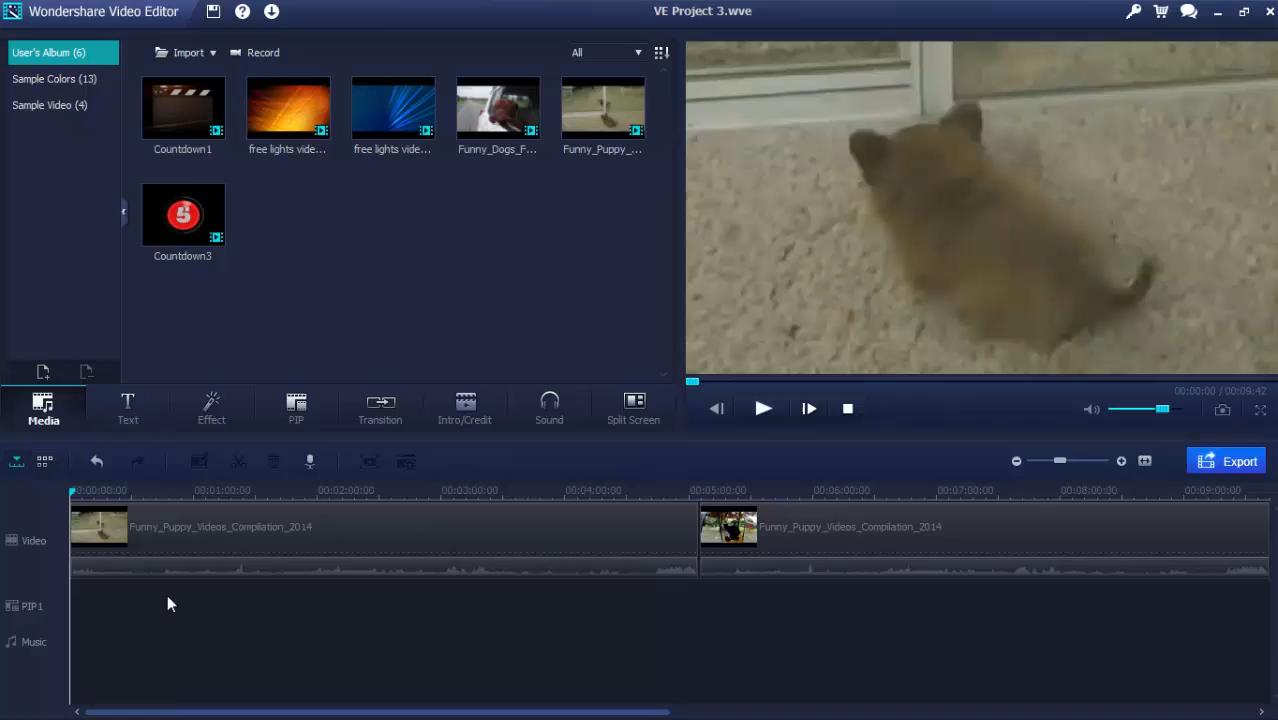 Wondershare Video Editor
VE Project 3.wve
User's Album (6)
Sample Colors (13)
Sample Video (4)
Import
Record
All
Countdown1
free lights vide...
free lights vide...
Funny_Dogs_F...
Funny_Puppy_...
5
Countdown3
Media
Text
Effect
PIP
Transition
Intro/Credit
Sound
Split Screen
00:00:00 / 00:09:42
Export
00:00:00:00
00:01:00:00
00:02:00:00
00:03:00:00
00:04:00:00
00:05:00:00
00:06:00:00
00:07:00:00
00:08:00:00
00:09:00:00
Video
Funny_Puppy_Videos_Compilation_2014
Funny_Puppy_Videos_Compilation_2014
PIP1
Music